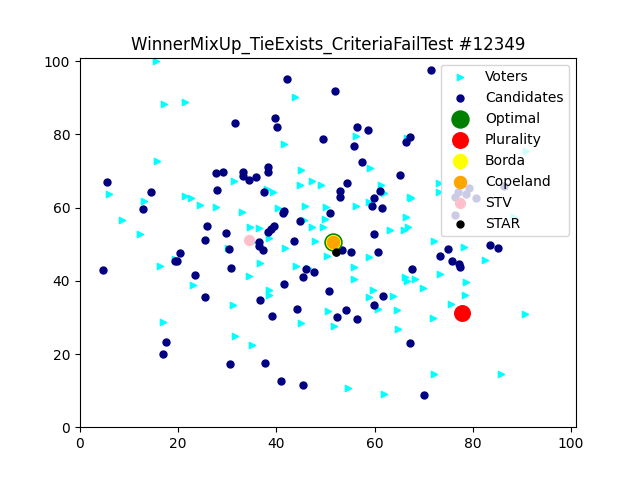 WinnerMixUp_TieExists_CriteriaFailTest #12349
100
80
60
40
20
0
0 20 40 60 80 100
Voters
Candidates
Optimal
Plurality
Borda
Copeland
STV
STAR